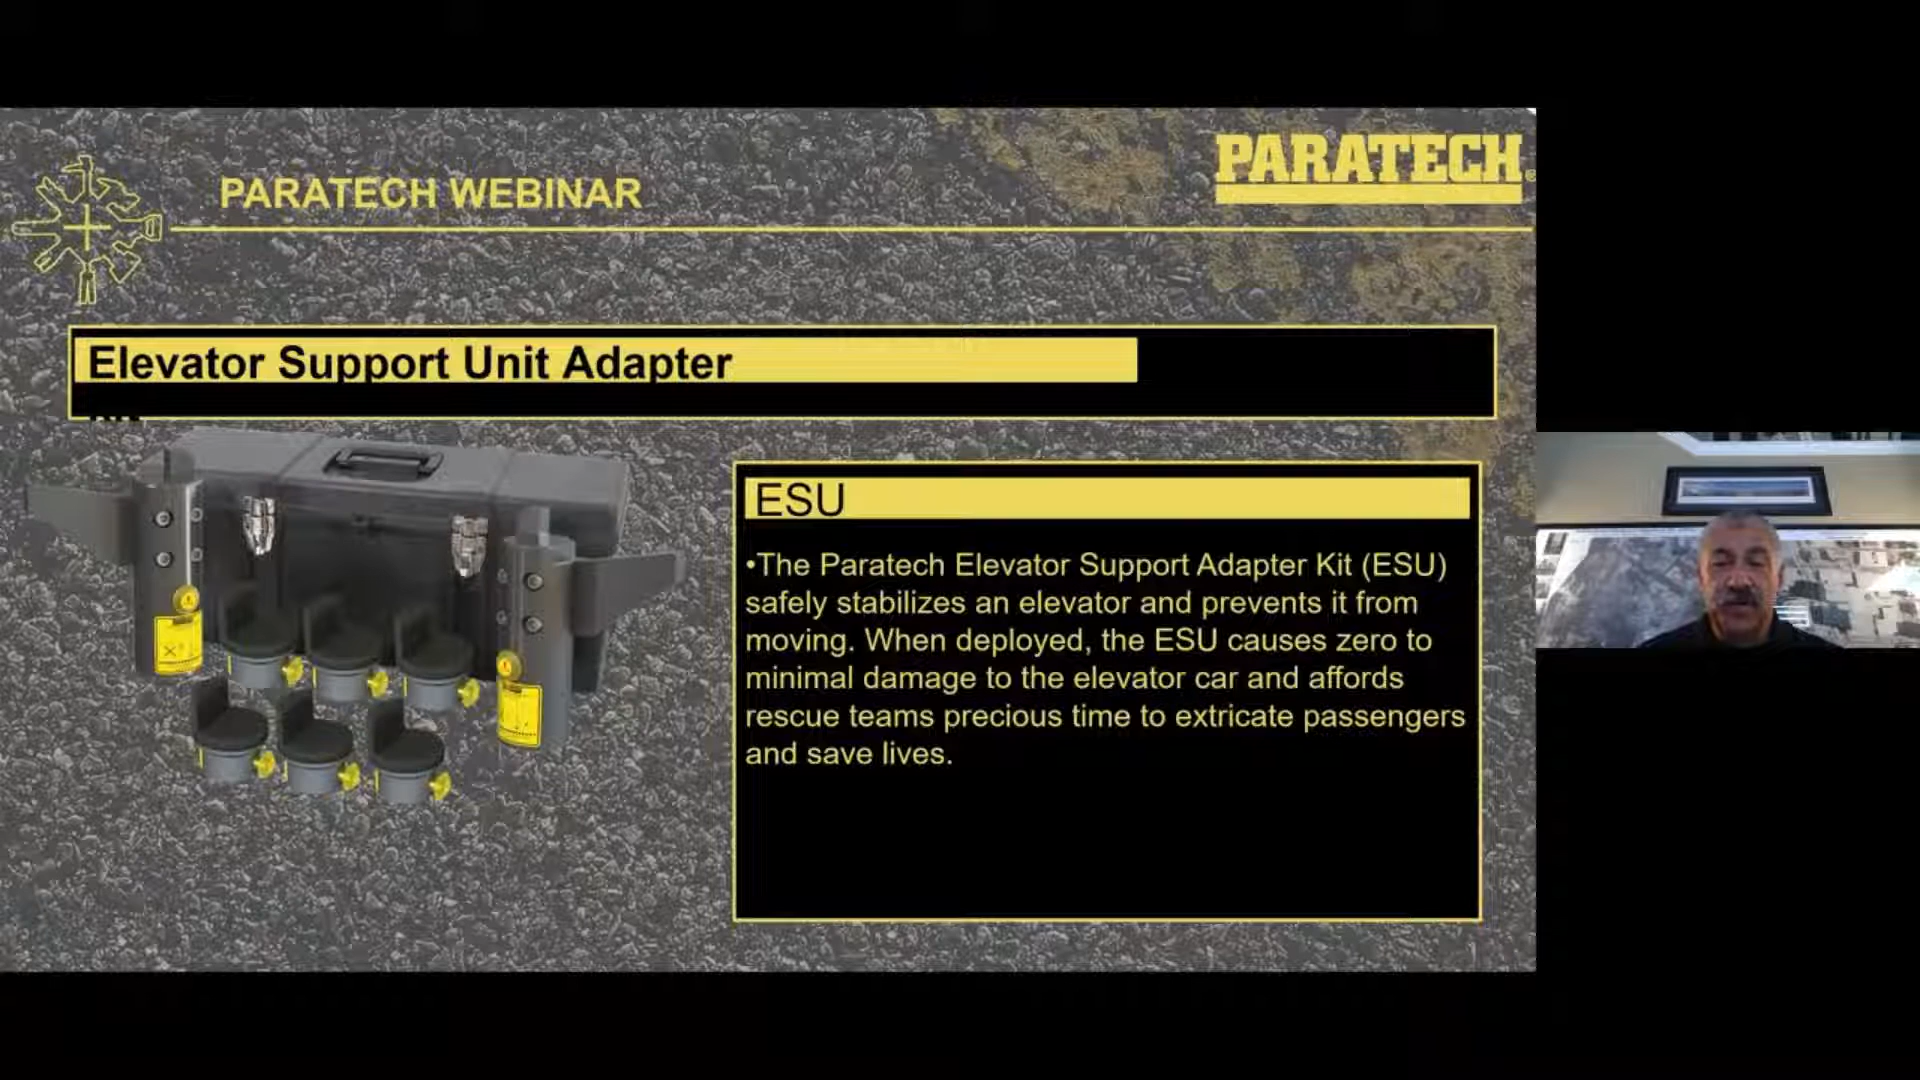 PARATECH WEBINAR
PARATECH
Elevator Support Unit Adapter
ESU
•The Paratech Elevator Support Adapter Kit (ESU)
safely stabilizes an elevator and prevents it from
moving. When deployed, the ESU causes zero to
minimal damage to the elevator car and affords
rescue teams precious time to extricate passengers
and save lives.